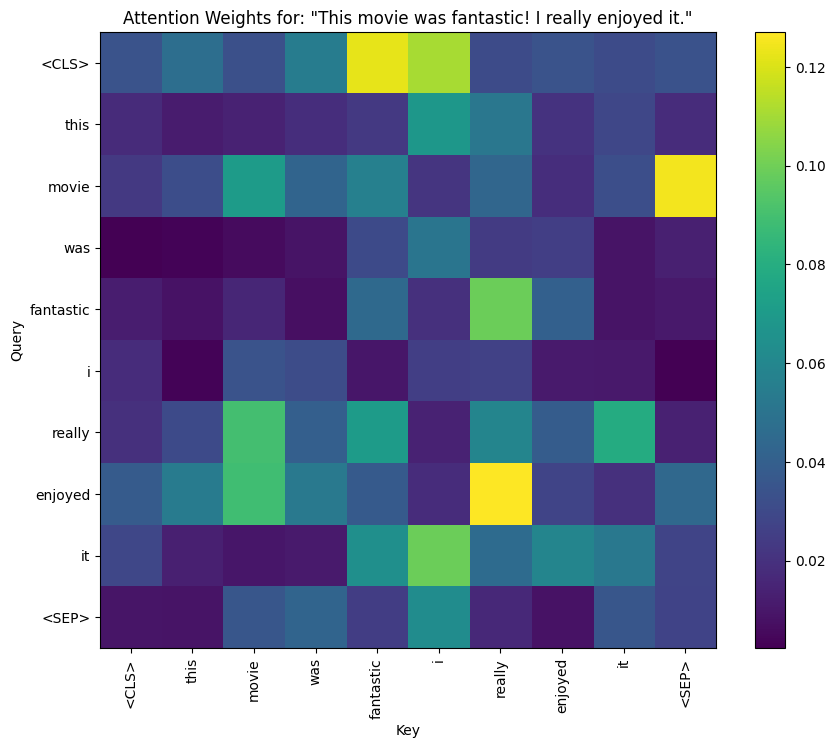 Attention Weights for: "This movie was fantastic! I really enjoyed it."
<CLS>
this
movie
was
fantastic
i
really
enjoyed
it
<SEP>
Query
<CLS>
this
movie
was
fantastic
i
really
enjoyed
it
<SEP>
Key
0.12
0.10
0.08
0.06
0.04
0.02